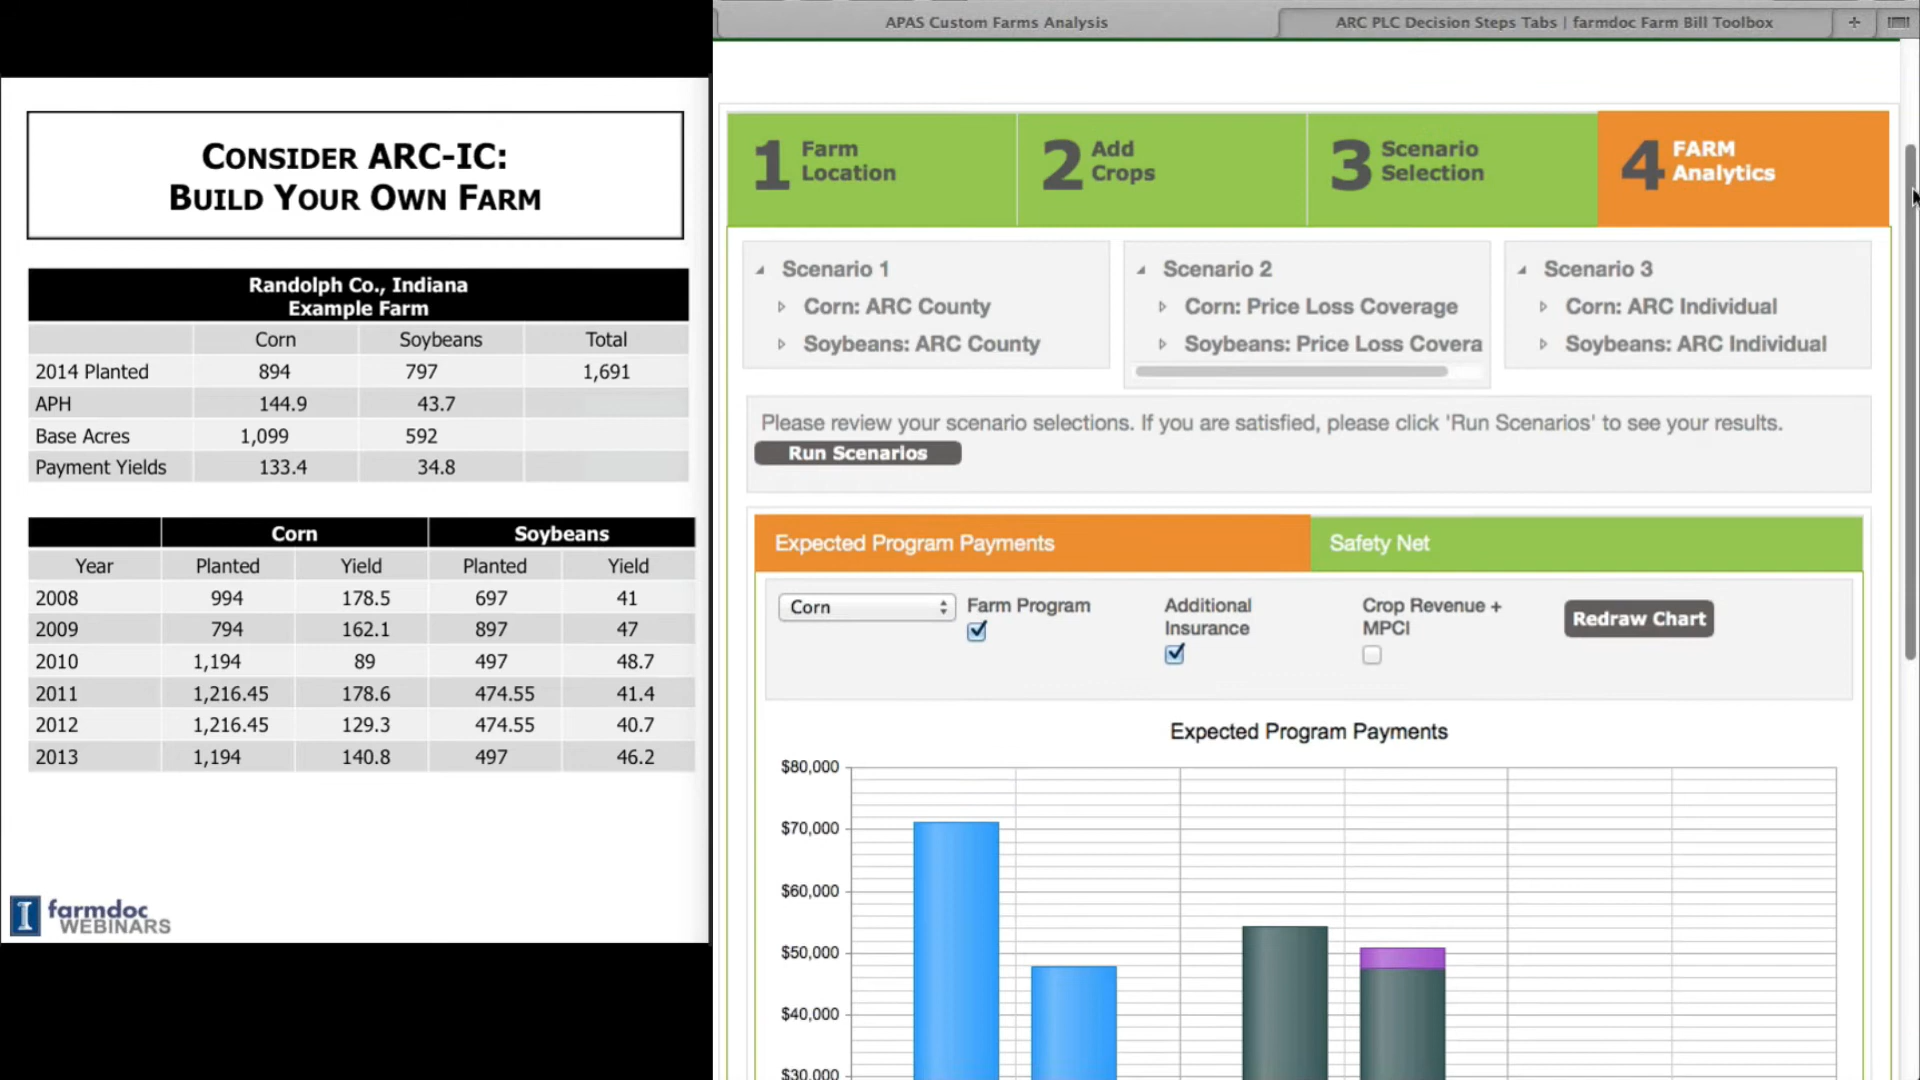 APAS Custom Farms Analysis
ARC PLC Decision Steps Tabs | farmdoc Farm Bill Toolbox
CONSIDER ARC-IC:
BUILD YOUR OWN FARM
Randolph Co., Indiana
Example Farm
Corn Soybeans Total
2014 Planted 894 797 1,691
APH 144.9 43.7
Base Acres 1,099 592
Payment Yields 133.4 34.8
Corn Soybeans
Year Planted Yield Planted Yield
2008 994 178.5 697 41
2009 794 162.1 897 47
2010 1,194 89 497 48.7
2011 1,216.45 178.6 474.55 41.4
2012 1,216.45 129.3 474.55 40.7
2013 1,194 140.8 497 46.2
I farmdoc
WEBINARS
1 Farm
Location
2 Add
Crops
3 Scenario
Selection
4 FARM
Analytics
Scenario 1
Corn: ARC County
Soybeans: ARC County
Scenario 2
Corn: Price Loss Coverage
Soybeans: Price Loss Covera
Scenario 3
Corn: ARC Individual
Soybeans: ARC Individual
Please review your scenario selections. If you are satisfied, please click 'Run Scenarios' to see your results.
Run Scenarios
Expected Program Payments
Safety Net
Corn
Farm Program
Additional
Insurance
Crop Revenue +
MPCI
Redraw Chart
Expected Program Payments
$80,000
$70,000
$60,000
$50,000
$40,000
$30,000